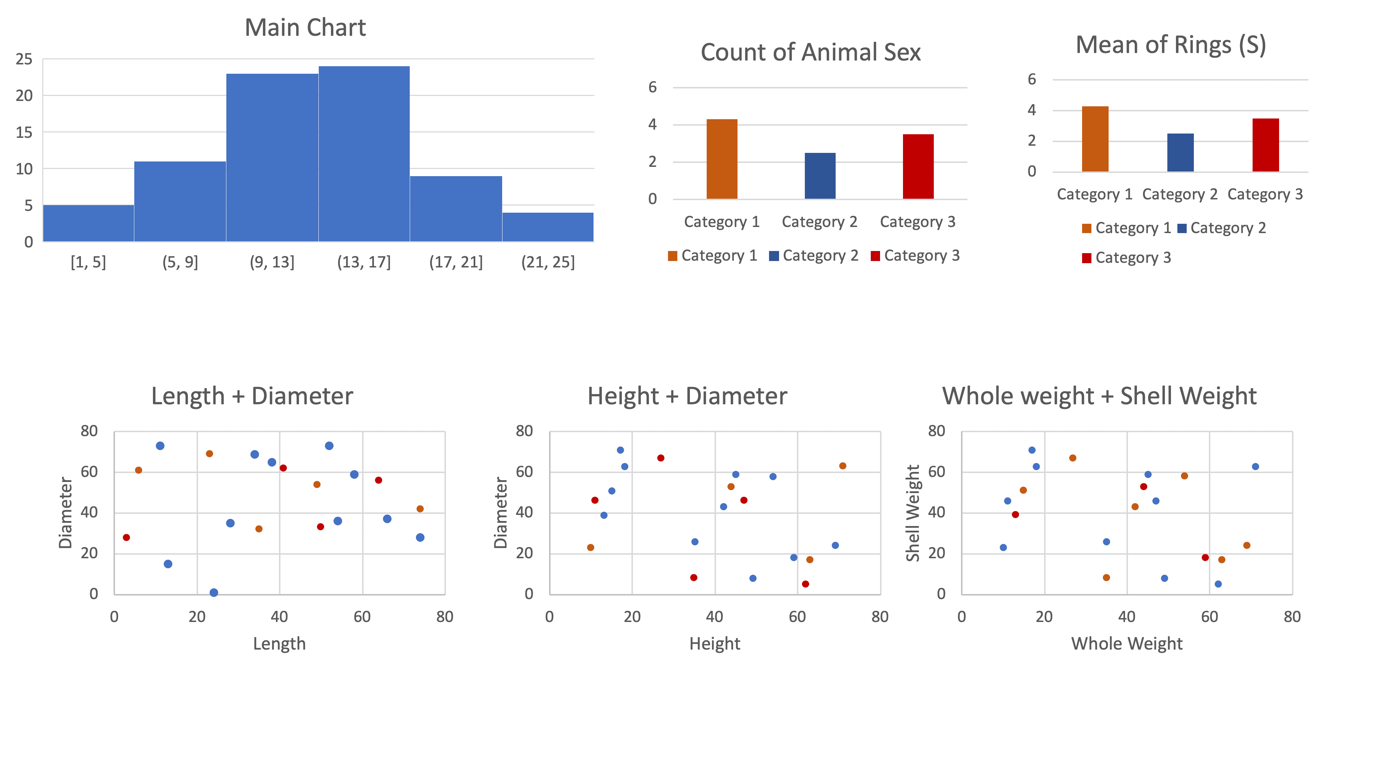 Main Chart
25
20
15
10
5
0
[1, 5] (5, 9] (9, 13] (13, 17] (17, 21] (21, 25]
Count of Animal Sex
6
4
2
0
Category 1 Category 2 Category 3
Category 1 Category 2 Category 3
Mean of Rings (S)
6
4
2
0
Category 1 Category 2 Category 3
Category 1 Category 2
Category 3
Length + Diameter
Diameter
80
60
40
20
0
0 20 40 60 80
Length
Height + Diameter
Diameter
80
60
40
20
0
0 20 40 60 80
Height
Whole weight + Shell Weight
Shell Weight
80
60
40
20
0
0 20 40 60 80
Whole Weight